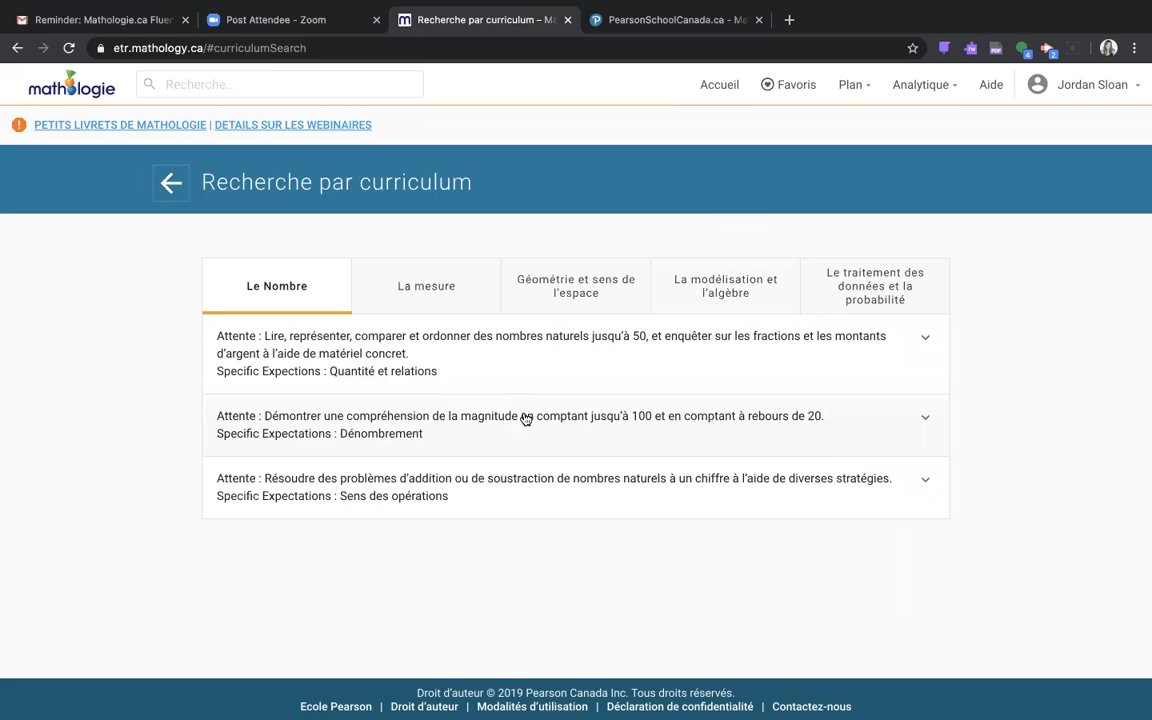 Reminder: Mathologie.ca Fluer
Post Attendee - Zoom
Recherche par curriculum – Ma
PearsonSchoolCanada.ca - Ma
etr.mathology.ca/#curriculumSearch
4
2
mathologie
Recherche...
Accueil
Favoris
Plan
Analytique
Aide
Jordan Sloan
PETITS LIVRETS DE MATHOLOGIE | DETAILS SUR LES WEBINAIRES
Recherche par curriculum
Le Nombre
La mesure
Géométrie et sens de
l'espace
La modélisation et
l'algèbre
Le traitement des
données et la
probabilité
Attente : Lire, représenter, comparer et ordonner des nombres naturels jusqu'à 50, et enquêter sur les fractions et les montants
d'argent à l'aide de matériel concret.
Specific Expections : Quantité et relations
Attente : Démontrer une compréhension de la magnitude comptant jusqu'à 100 et en comptant à rebours de 20.
Specific Expectations : Dénombrement
Attente : Résoudre des problèmes d'addition ou de soustraction de nombres naturels à un chiffre à l'aide de diverses stratégies.
Specific Expectations : Sens des opérations
Droit d'auteur © 2019 Pearson Canada Inc. Tous droits réservés.
Ecole Pearson | Droit d'auteur | Modalités d'utilisation | Déclaration de confidentialité | Contactez-nous